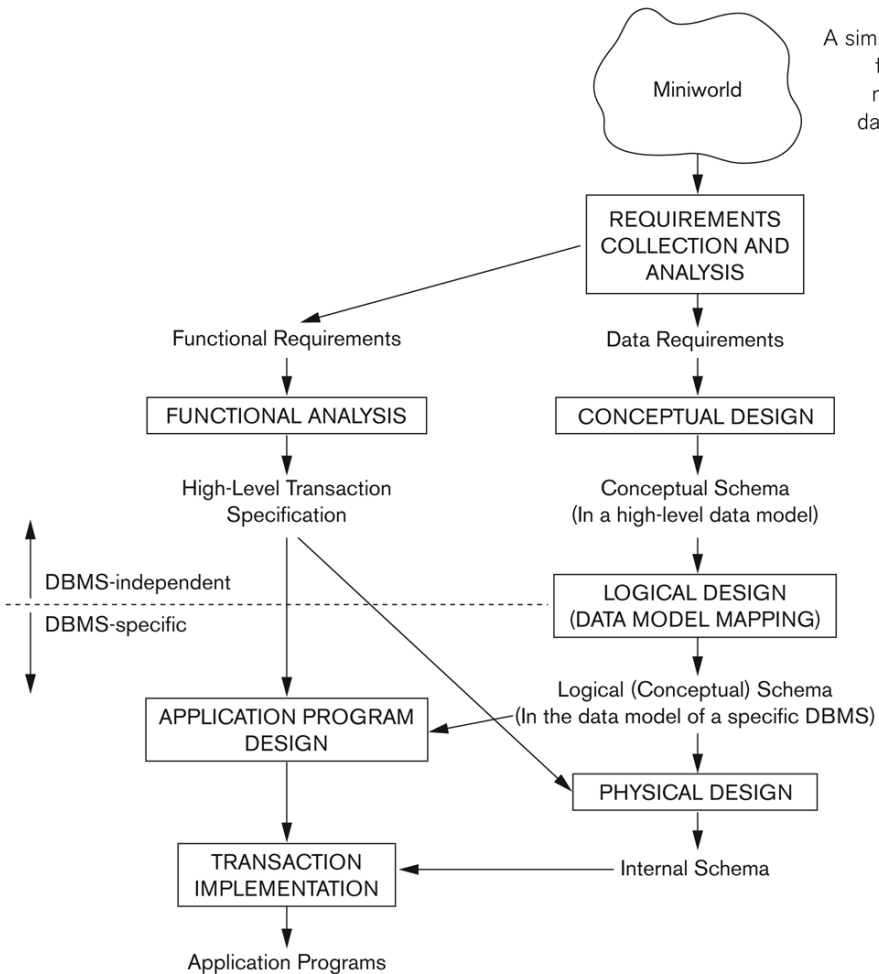 A sim
t
Miniworld
da
REQUIREMENTS
COLLECTION AND
ANALYSIS
Functional Requirements
Data Requirements
FUNCTIONAL ANALYSIS
CONCEPTUAL DESIGN
High-Level Transaction
Specification
Conceptual Schema
(In a high-level data model)
DBMS-independent
DBMS-specific
LOGICAL DESIGN
(DATA MODEL MAPPING)
Logical (Conceptual) Schema
(In the data model of a specific DBMS)
APPLICATION PROGRAM
DESIGN
PHYSICAL DESIGN
TRANSACTION
IMPLEMENTATION
Internal Schema
Application Programs